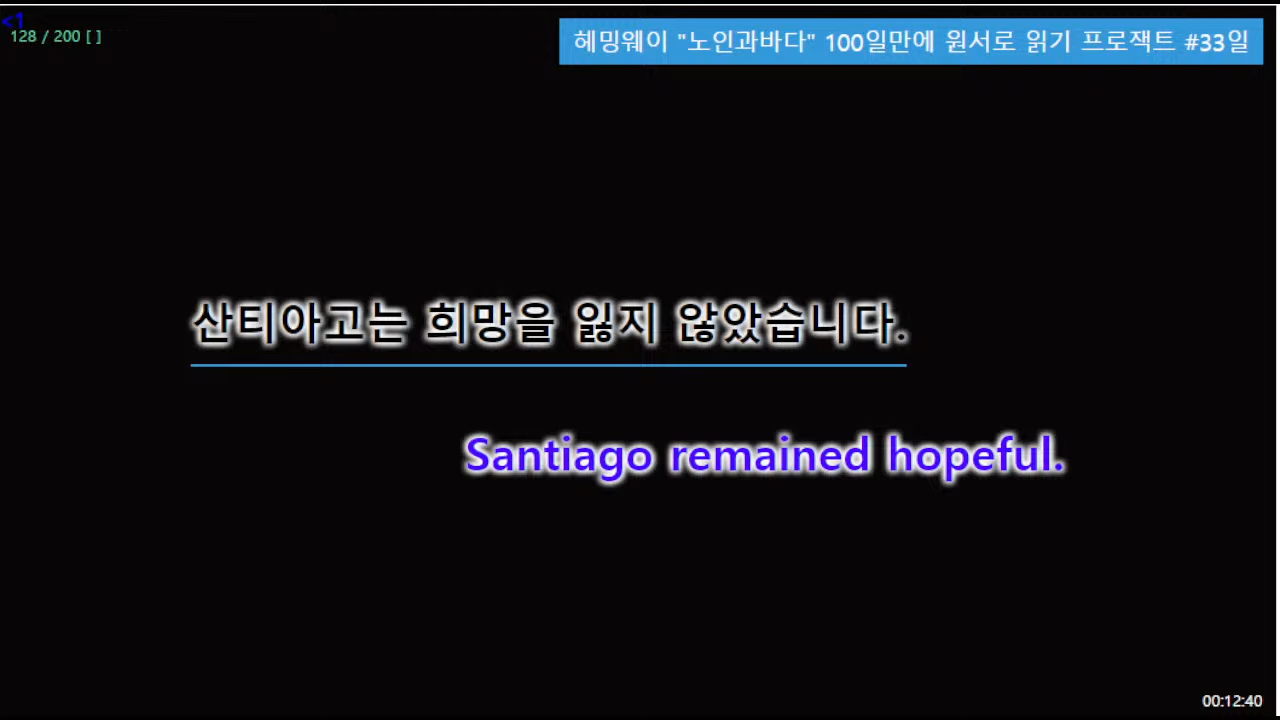 <1
128 / 200 [ ]
헤밍웨이 "노인과바다" 100일만에 원서로 읽기 프로잭트 #33일
산티아고는 희망을 잃지 않았습니다.
Santiago remained hopeful.
00:12:40